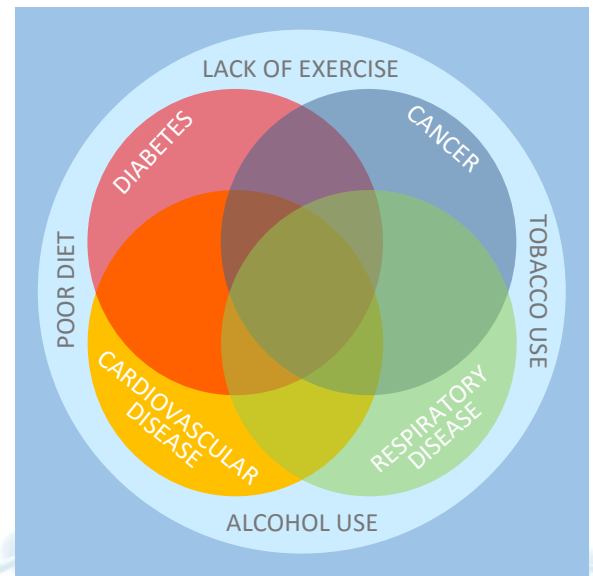 LACK OF EXERCISE
DIABETES
CANCER
POOR DIET
TOBACCO USE
CARDIOVASCULAR
DISEASE
RESPIRATORY
DISEASE
ALCOHOL USE